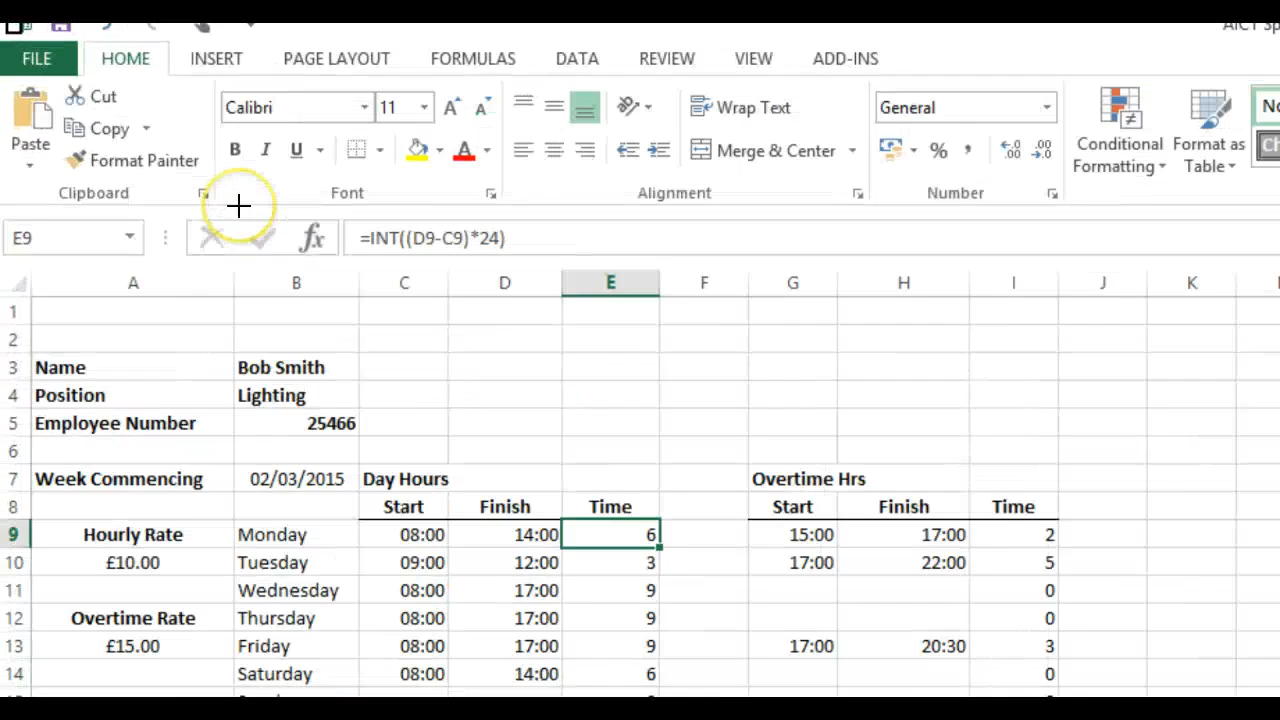 FILE HOME INSERT PAGE LAYOUT FORMULAS DATA REVIEW VIEW ADD-INS
Cut
Copy
Format Painter
Paste
Clipboard
Calibri 11
B I U
Font
Wrap Text
Merge & Center
Alignment
General
%
Number
Conditional Formatting
Format as Table
E9 fx =INT((D9-C9)*24)
A B C D E F G H I J K
1
2
3 Name Bob Smith
4 Position Lighting
5 Employee Number 25466
6
7 Week Commencing 02/03/2015 Day Hours Overtime Hrs
8 Start Finish Time Start Finish Time
9 Hourly Rate Monday 08:00 14:00 6 15:00 17:00 2
10 £10.00 Tuesday 09:00 12:00 3 17:00 22:00 5
11 Wednesday 08:00 17:00 9 0
12 Overtime Rate Thursday 08:00 17:00 9 0
13 £15.00 Friday 08:00 17:00 9 17:00 20:30 3
14 Saturday 08:00 14:00 6 0